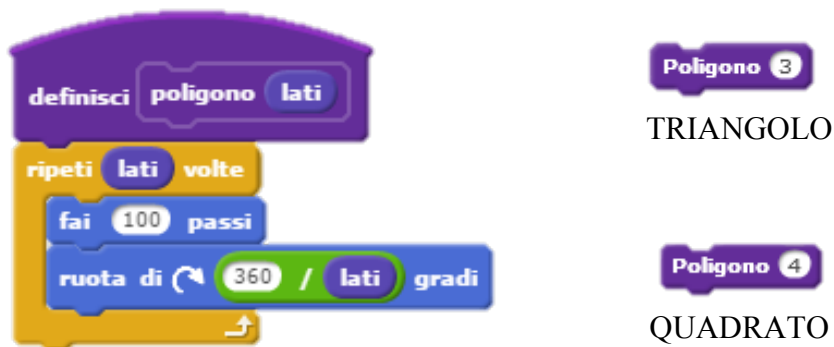 definisci poligono lati
ripeti lati volte
fai 100 passi
ruota di 360 / lati gradi
Poligono 3
TRIANGOLO
Poligono 4
QUADRATO